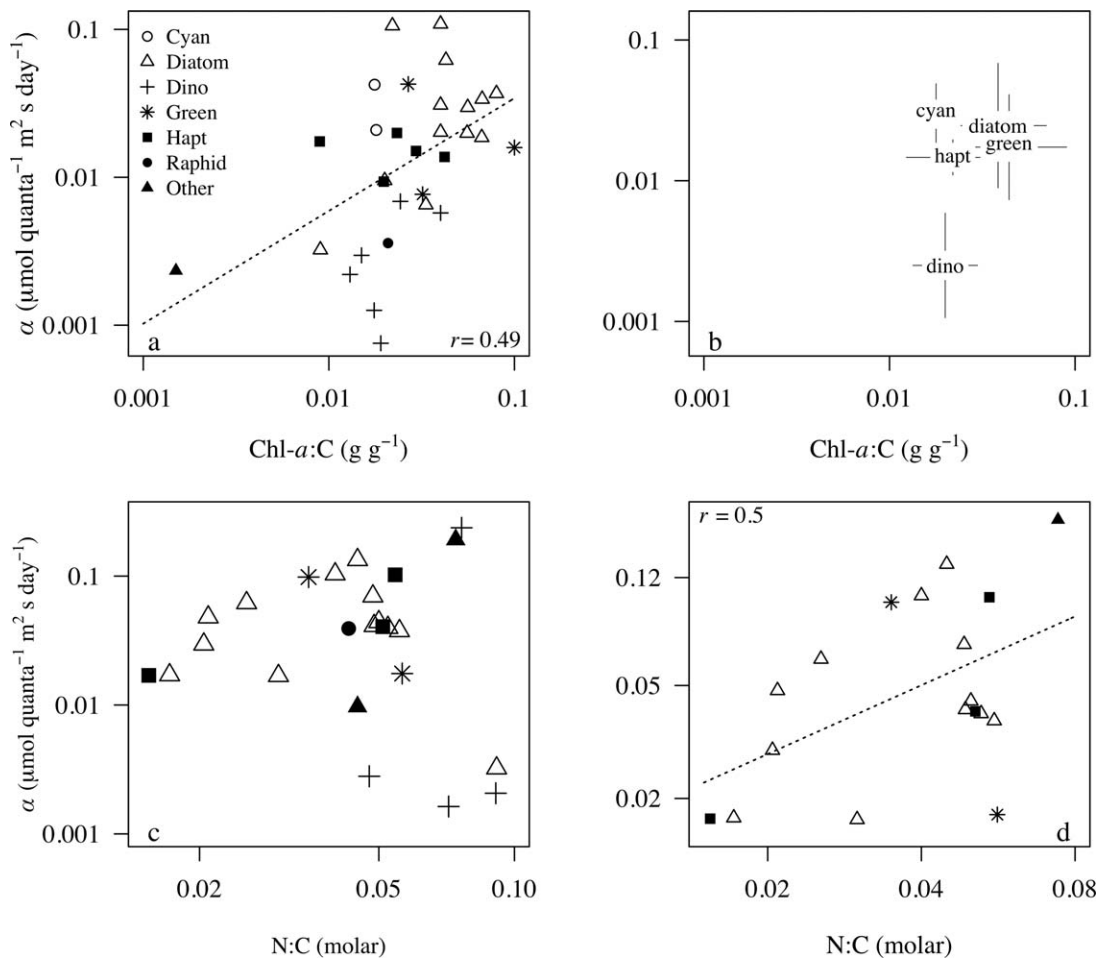 0.1
0.01
0.001
α (μmol quanta⁻¹ m² s day⁻¹)
Cyan
Diatom
Dino
Green
Hapt
Raphid
Other
a
r = 0.49
0.001
0.01
0.1
Chl-a:C (g g⁻¹)
0.1
0.01
0.001
cyan
diatom
green
hapt
dino
b
0.001
0.01
0.1
Chl-a:C (g g⁻¹)
0.1
0.01
0.001
α (μmol quanta⁻¹ m² s day⁻¹)
c
0.02
0.05
0.10
N:C (molar)
r = 0.5
0.12
0.05
0.02
d
0.02
0.04
0.08
N:C (molar)